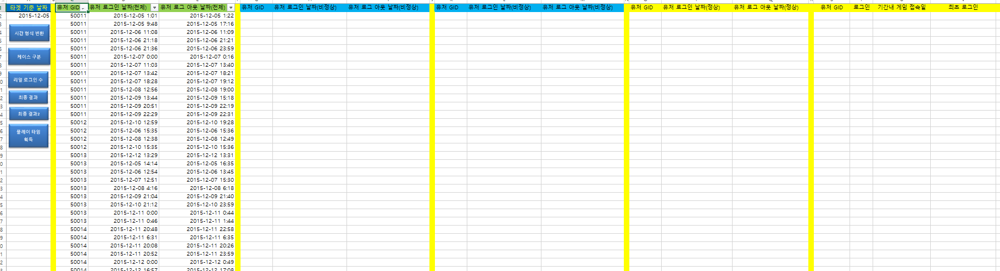 타겟 기준 날짜 유저 GID 유저 로그인 날짜(전체) 유저 로그 아웃 날짜(전체) 유저 GID 유저 로그인 날짜(비정상) 유저 로그 아웃 날짜(비정상) 유저 GID 유저 로그인 날짜(비정상) 유저 로그 아웃 날짜(비정상) 유저 GID 유저 로그인 날짜(정상) 유저 로그 아웃 날짜(정상) 유저 GID 로그인 기간내 게임 접속일 최초 로그인
2015-12-05 50011 2015-12-05 1:01 2015-12-05 1:22
50011 2015-12-05 9:48 2015-12-05 17:16
시간 형식 변환 50011 2015-12-06 11:08 2015-12-06 11:09
50011 2015-12-06 21:18 2015-12-06 21:21
50011 2015-12-06 21:36 2015-12-06 23:59
케이스 구분 50011 2015-12-07 0:00 2015-12-07 0:16
50011 2015-12-07 11:03 2015-12-07 13:40
50011 2015-12-07 13:42 2015-12-07 18:21
리얼 로그인 수 50011 2015-12-07 18:28 2015-12-07 19:12
50011 2015-12-08 12:56 2015-12-08 19:00
최종 결과 50011 2015-12-09 13:44 2015-12-09 15:18
50011 2015-12-09 20:51 2015-12-09 22:19
최종 결과2 50011 2015-12-09 22:29 2015-12-09 22:31
50012 2015-12-10 12:59 2015-12-10 19:28
플레이 타임 50012 2015-12-06 15:35 2015-12-06 15:36
획득 50012 2015-12-08 12:38 2015-12-08 12:49
50012 2015-12-10 15:35 2015-12-10 15:36
50013 2015-12-12 13:29 2015-12-12 13:31
50013 2015-12-05 14:14 2015-12-05 16:35
50013 2015-12-06 12:54 2015-12-06 13:45
50013 2015-12-07 12:51 2015-12-07 15:30
50013 2015-12-08 4:16 2015-12-08 6:18
50013 2015-12-09 21:04 2015-12-09 21:40
50013 2015-12-10 21:12 2015-12-10 23:59
50013 2015-12-11 0:00 2015-12-11 0:44
50013 2015-12-11 0:46 2015-12-11 1:44
50014 2015-12-11 20:48 2015-12-11 22:58
50014 2015-12-11 6:31 2015-12-11 6:35
50014 2015-12-11 20:08 2015-12-11 20:26
50014 2015-12-11 20:52 2015-12-11 23:59
50014 2015-12-12 0:00 2015-12-12 0:49
50014 2015-12-12 16:57 2015-12-12 17:08